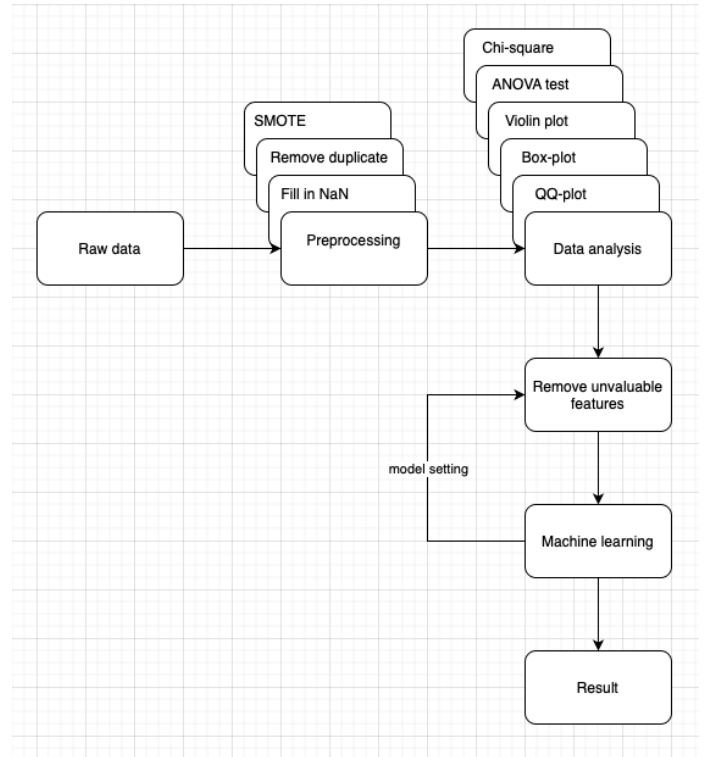 Chi-square
ANOVA test
SMOTE
Violin plot
Remove duplicate
Box-plot
Fill in NaN
QQ-plot
Raw data
Preprocessing
Data analysis
Remove unvaluable
features
model setting
Machine learning
Result